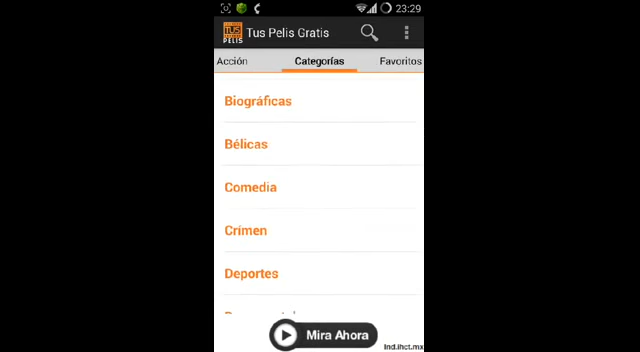 23:29
TUS
PELIS
Tus Pelis Gratis
Acción
Categorías
Favoritos
Biográficas
Bélicas
Comedia
Crímen
Deportes
Mira Ahora
lnd.ihct.mx